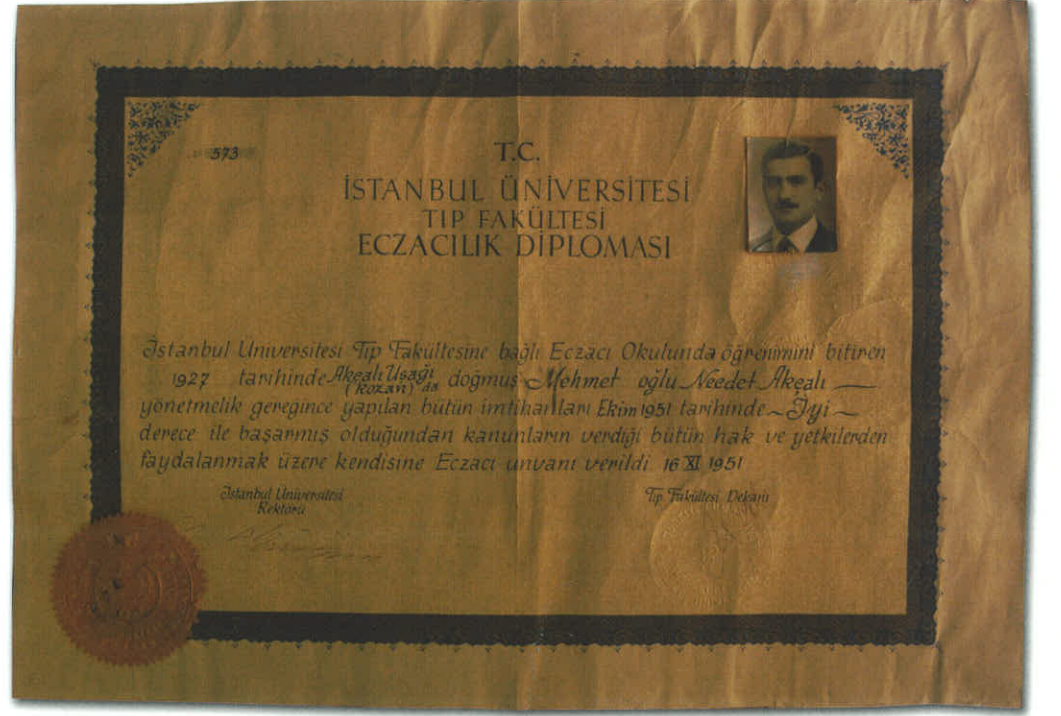 573
T.C.
İSTANBUL ÜNİVERSİTESİ
TIP FAKÜLTESİ
ECZACILIK DİPLOMASI
İstanbul Üniversitesi Tıp Fakültesine bağlı Eczacı Okulunda öğrenimini bitiren
1927 tarihinde Akçalı Uşağı (Kozan) da doğmuş Mehmet oğlu Necdet Akçalı
yönetmelik gereğince yapılan bütün imtihanları Ekim 1951 tarihinde ~ İyi ~
derece ile başarmış olduğundan kanunların verdiği bütün hak ve yetkilerden
faydalanmak üzere kendisine Eczacı unvanı verildi 16 XI 1951
İstanbul Üniversitesi
Rektörü
Tıp Fakültesi Dekanı